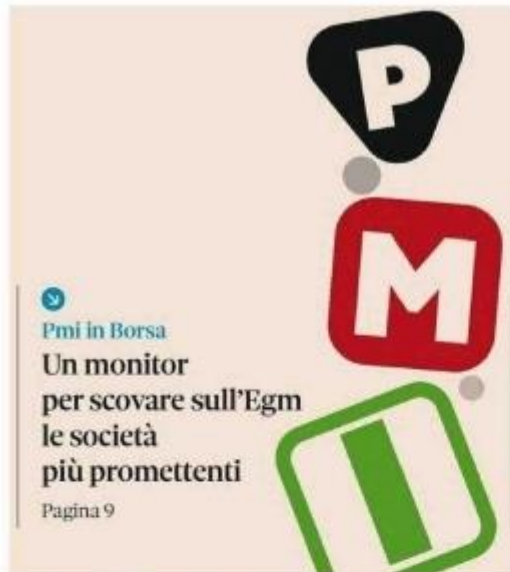 P
M
I
Pmi in Borsa
Un monitor
per scovare sull'Egm
le società
più promettenti
Pagina 9